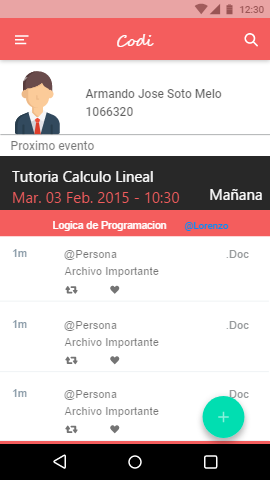 12:30
Codi
Armando Jose Soto Melo
1066320
Proximo evento
Tutoria Calculo Lineal
Mar. 03 Feb. 2015 - 10:30 Mañana
Logica de Programacion @Lorenzo
1m @Persona .Doc
Archivo Importante
1m @Persona .Doc
Archivo Importante
1m @Persona .Doc
Archivo Importante
+